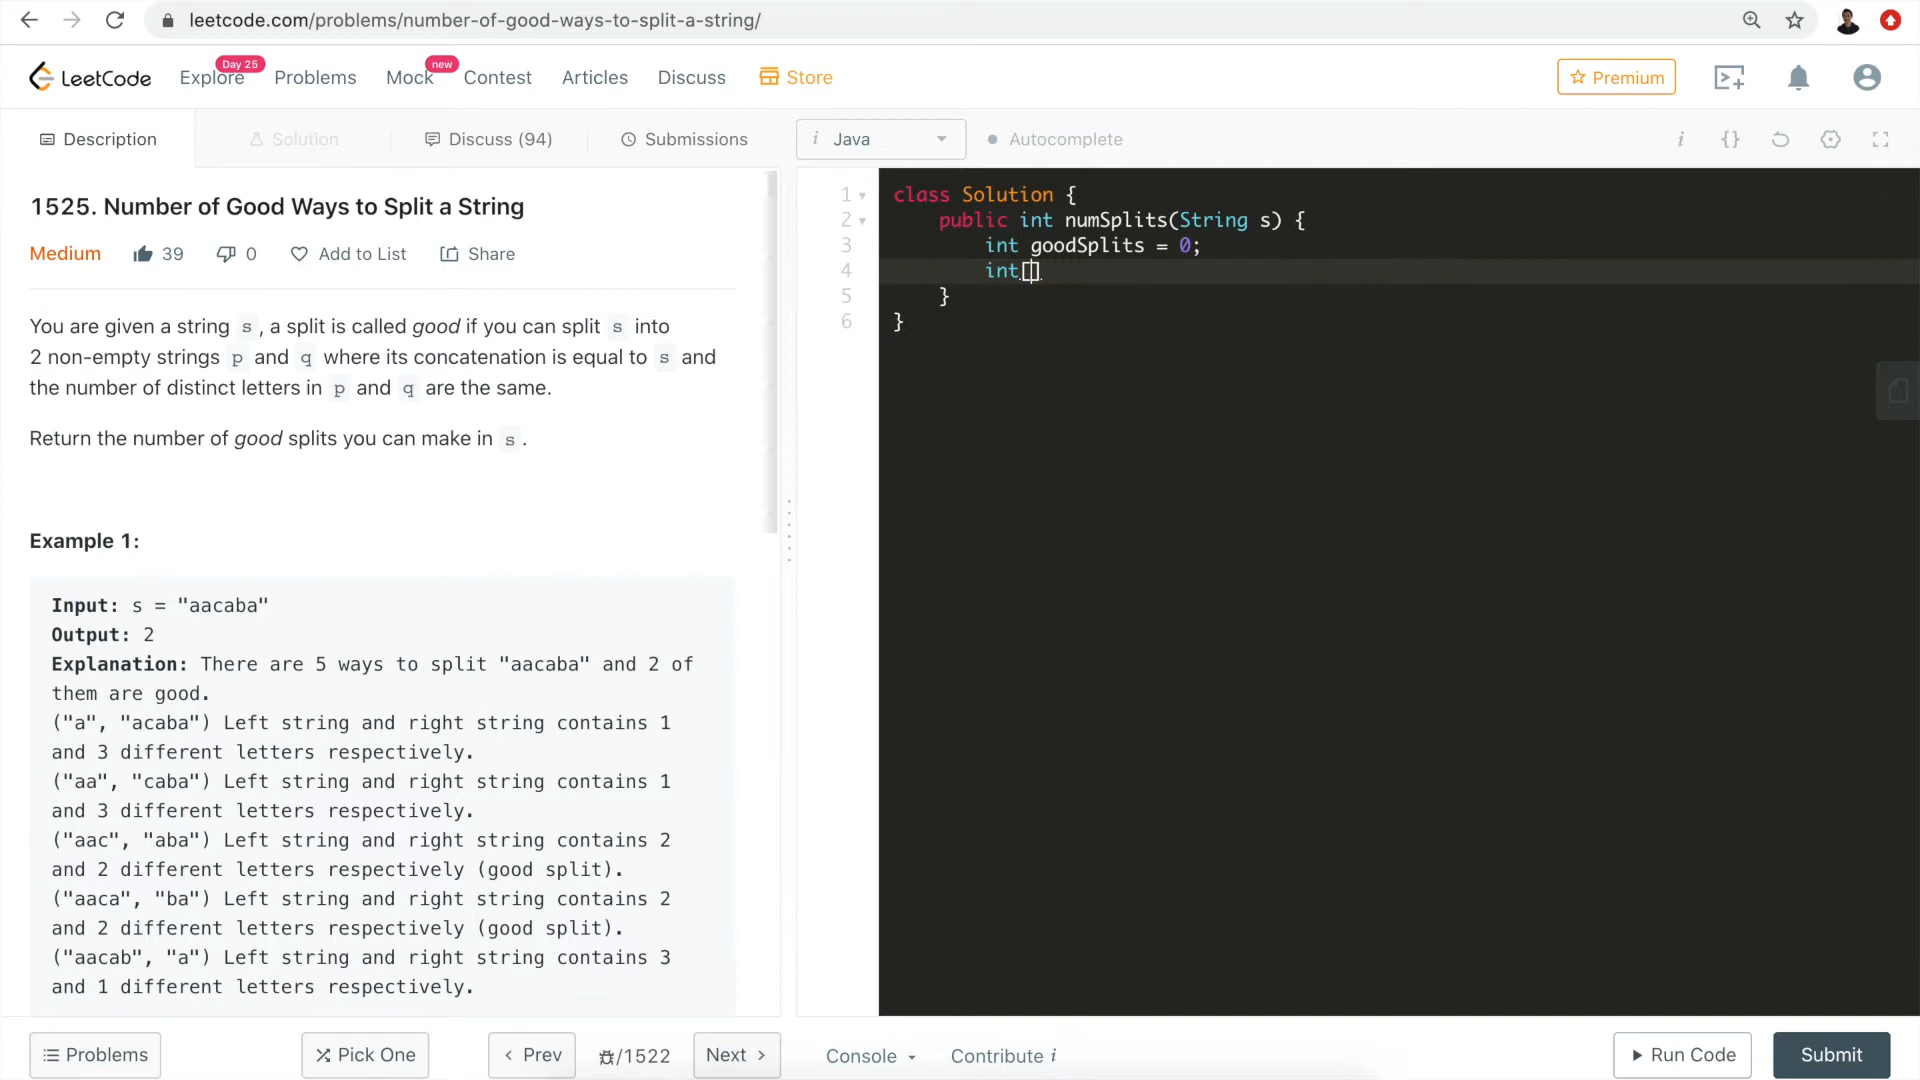 leetcode.com/problems/number-of-good-ways-to-split-a-string/
LeetCode Explore Day 25 Problems Mock new Contest Articles Discuss Store Premium
Description Solution Discuss (94) Submissions i Java Autocomplete i {}
1525. Number of Good Ways to Split a String
Medium 39 0 Add to List Share
You are given a string s, a split is called good if you can split s into
2 non-empty strings p and q where its concatenation is equal to s and
the number of distinct letters in p and q are the same.
Return the number of good splits you can make in s.
Example 1:
Input: s = "aacaba"
Output: 2
Explanation: There are 5 ways to split "aacaba" and 2 of
them are good.
("a", "acaba") Left string and right string contains 1
and 3 different letters respectively.
("aa", "caba") Left string and right string contains 1
and 3 different letters respectively.
("aac", "aba") Left string and right string contains 2
and 2 different letters respectively (good split).
("aaca", "ba") Left string and right string contains 2
and 2 different letters respectively (good split).
("aacab", "a") Left string and right string contains 3
and 1 different letters respectively.
1 class Solution {
2 public int numSplits(String s) {
3 int goodSplits = 0;
4 int[]
5 }
6 }
Problems Pick One Prev /1522 Next Console Contribute i Run Code Submit